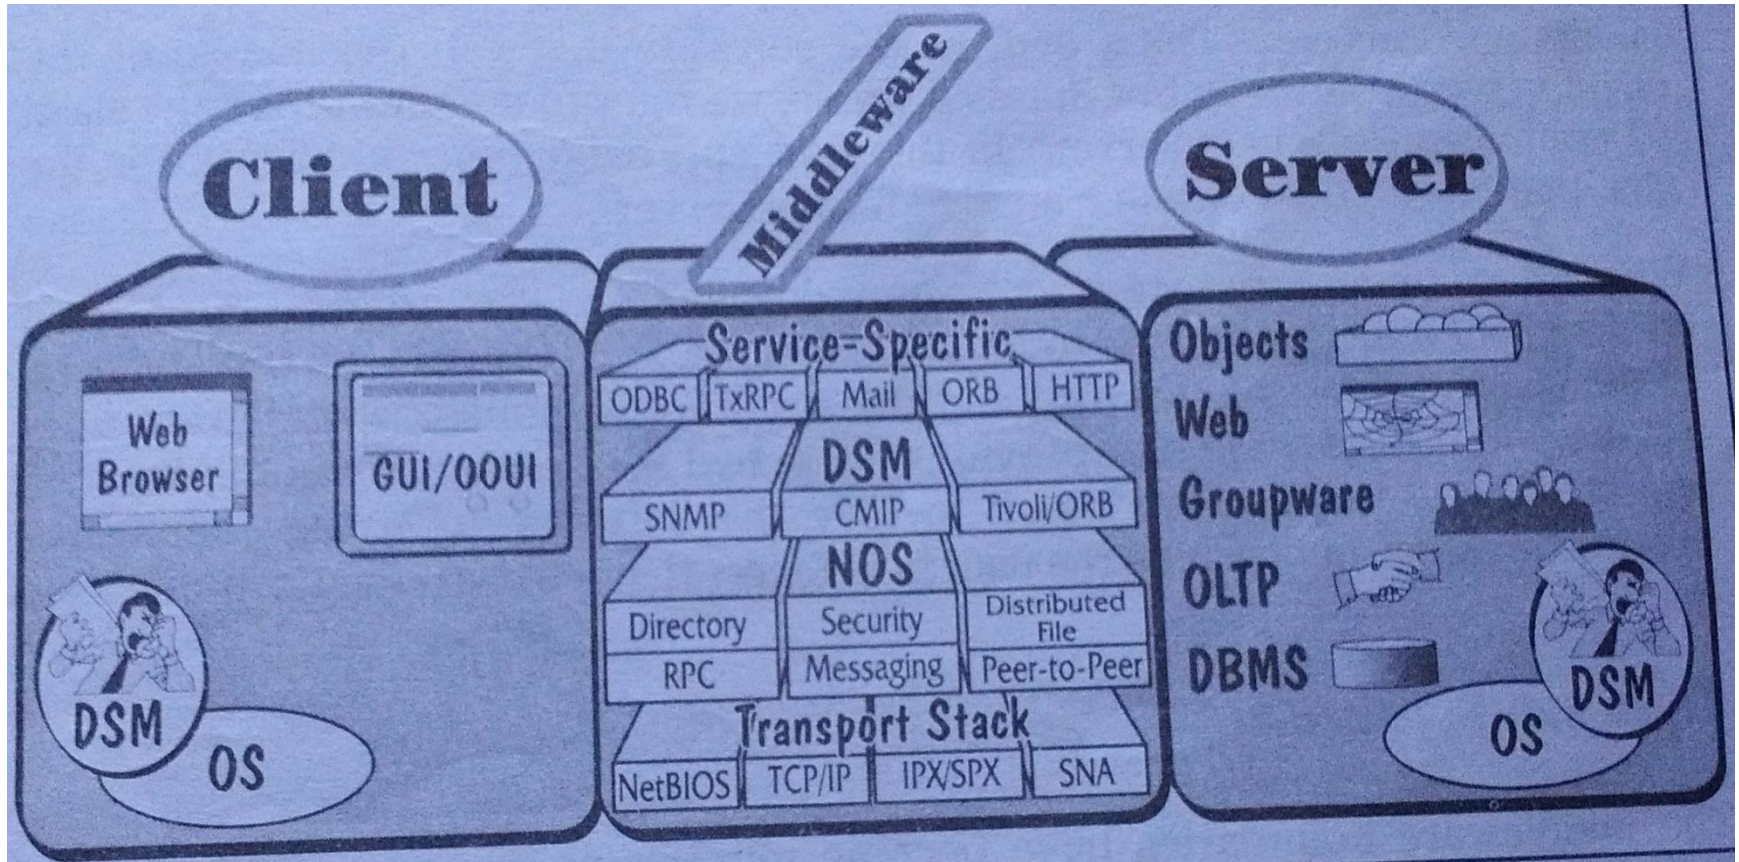 Client
Middleware
Server
Web
Browser
GUI/OOUI
DSM
OS
Service-Specific
ODBC TxRPC Mail ORB HTTP
DSM
SNMP CMIP Tivoli/ORB
NOS
Directory Security Distributed
File
RPC Messaging Peer-to-Peer
Transport Stack
NetBIOS TCP/IP IPX/SPX SNA
Objects
Web
Groupware
OLTP
DBMS
DSM
OS